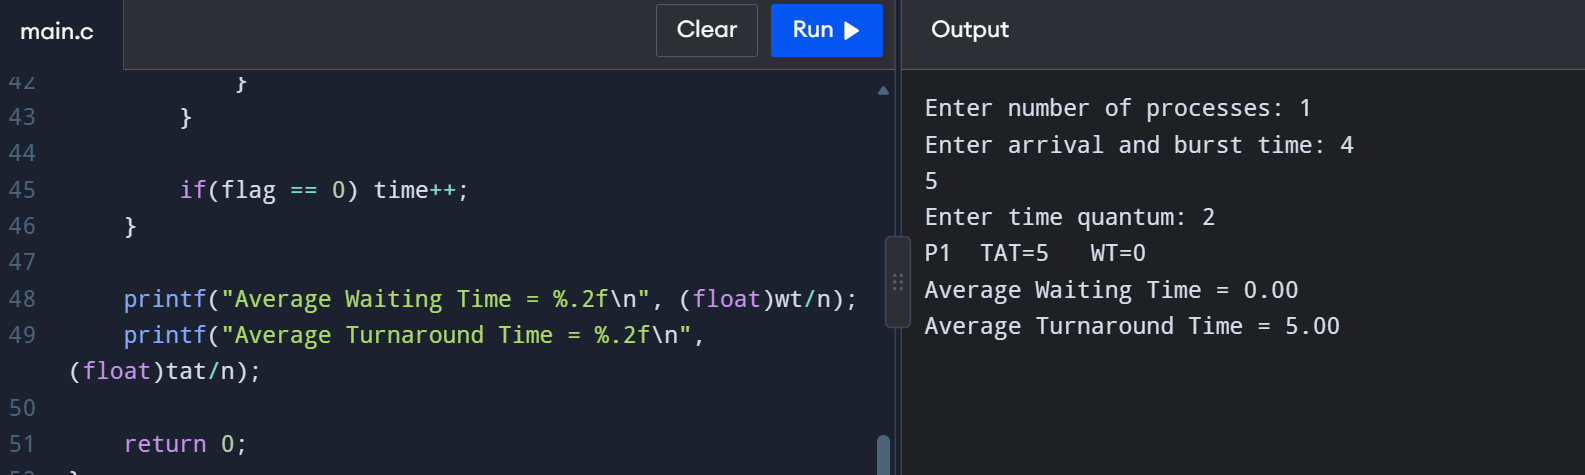 main.c
Clear
Run
Output
42 }
43 }
44
45 if(flag == 0) time++;
46 }
47
48 printf("Average Waiting Time = %.2f\n", (float)wt/n);
49 printf("Average Turnaround Time = %.2f\n",
(float)tat/n);
50
51 return 0;
52 }
Enter number of processes: 1
Enter arrival and burst time: 4
5
Enter time quantum: 2
P1 TAT=5 WT=0
Average Waiting Time = 0.00
Average Turnaround Time = 5.00